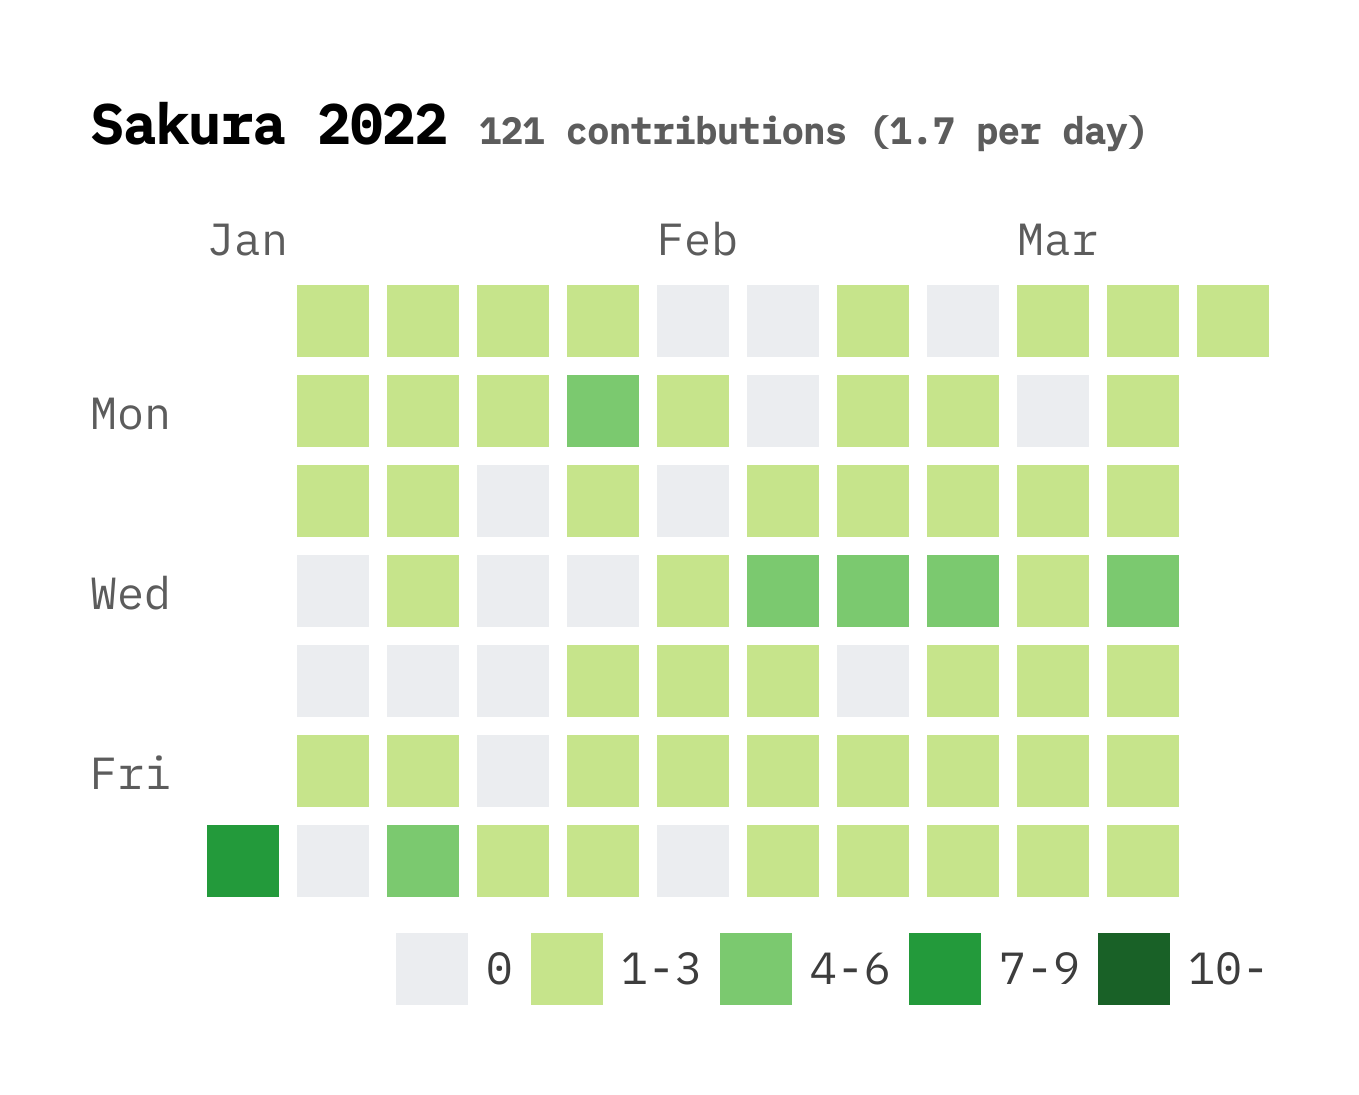 Sakura 2022 121 contributions (1.7 per day)
Jan Feb Mar
Mon
Wed
Fri
0 1-3 4-6 7-9 10-